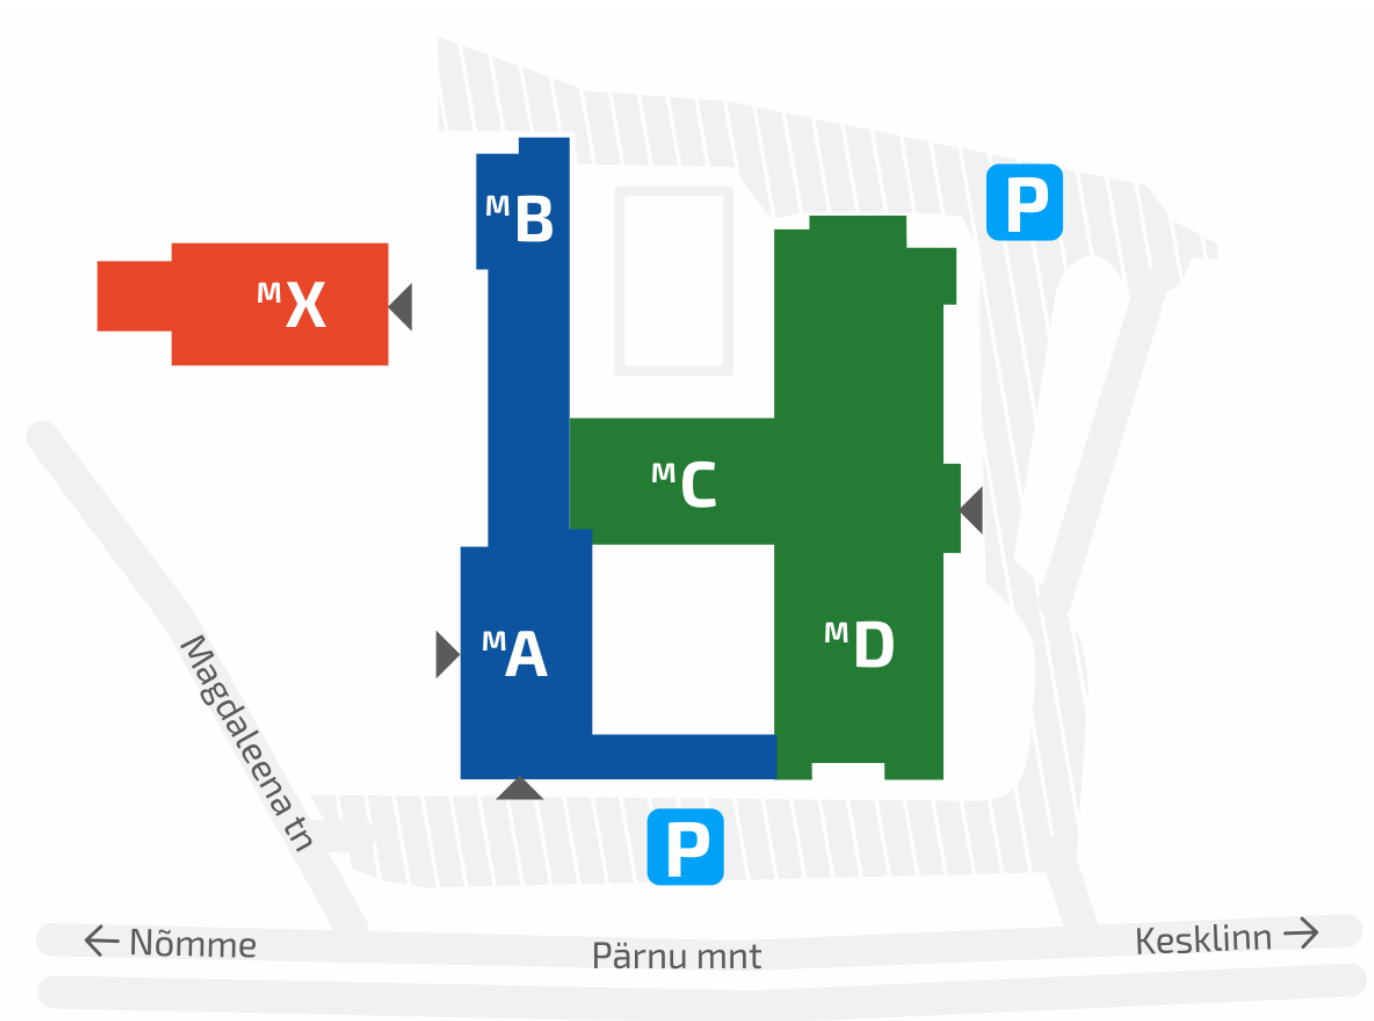 P
ᴹB
ᴹX
ᴹC
ᴹA
ᴹD
Magdaleena tn
P
← Nõmme
Pärnu mnt
Kesklinn →